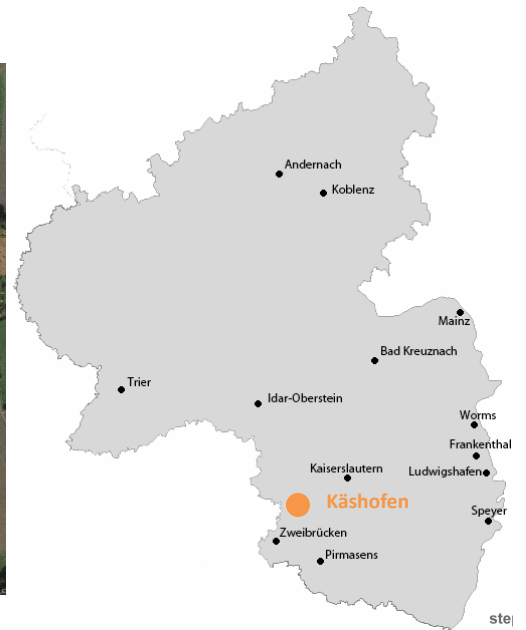 Andernach
Koblenz
Mainz
Bad Kreuznach
Trier
Idar-Oberstein
Worms
Frankenthal
Kaiserslautern
Ludwigshafen
Käshofen
Speyer
Zweibrücken
Pirmasens
step